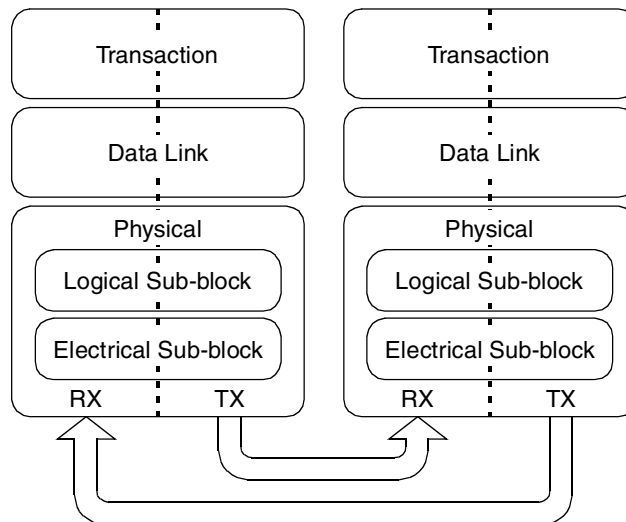 Transaction
Data Link
Physical
Logical Sub-block
Electrical Sub-block
RX TX
Transaction
Data Link
Physical
Logical Sub-block
Electrical Sub-block
RX TX